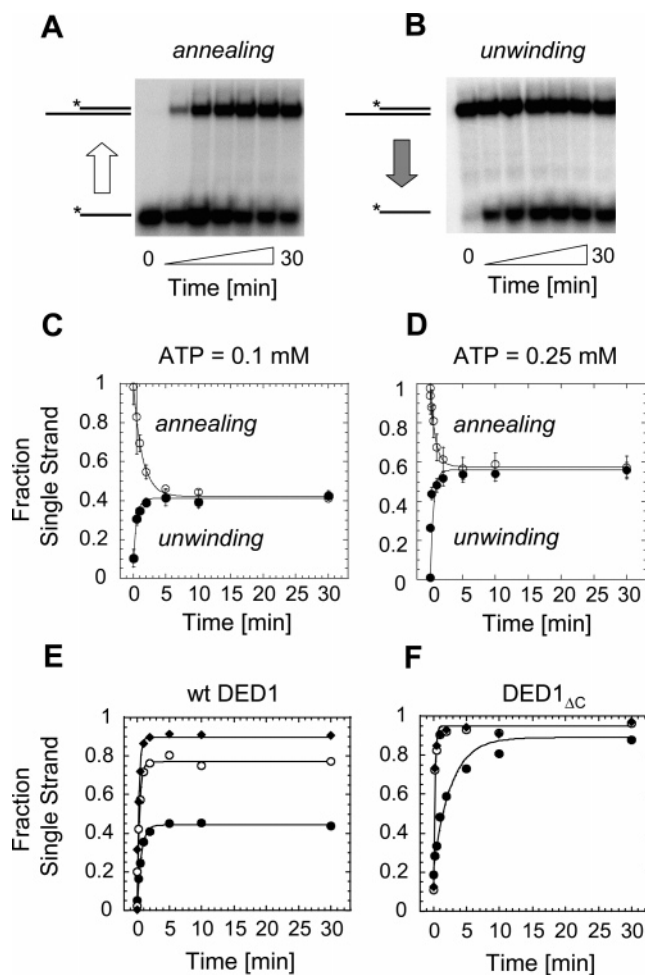 A
annealing
*
*
0
30
Time [min]
B
unwinding
*
*
0
30
Time [min]
C
ATP = 0.1 mM
Fraction
Single Strand
1
0.8
0.6
0.4
0.2
0
annealing
unwinding
0 5 10 15 20 25 30
Time [min]
D
ATP = 0.25 mM
1
0.8
0.6
0.4
0.2
0
annealing
unwinding
0 5 10 15 20 25 30
Time [min]
E
wt DED1
Fraction
Single Strand
1
0.8
0.6
0.4
0.2
0
0 5 10 15 20 25 30
Time [min]
F
DED1ΔC
1
0.8
0.6
0.4
0.2
0
0 5 10 15 20 25 30
Time [min]